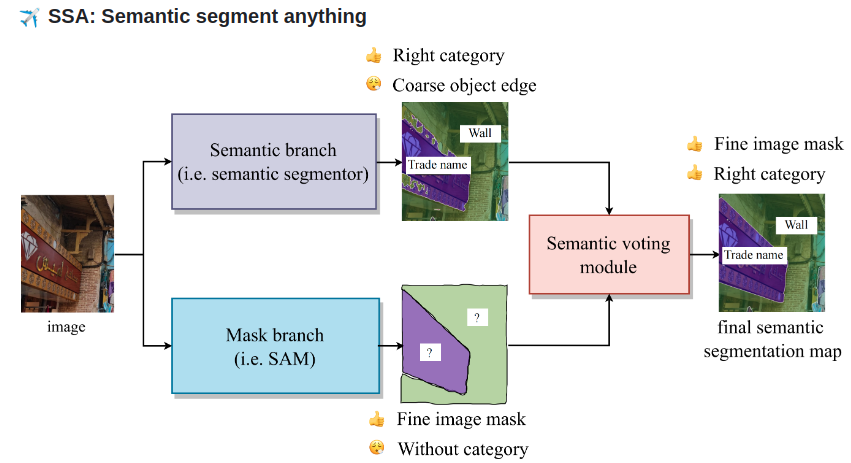 SSA: Semantic segment anything
Right category
Coarse object edge
Semantic branch
(i.e. semantic segmentor)
Wall
Trade name
Fine image mask
Right category
image
Semantic voting
module
Wall
Trade name
final semantic
segmentation map
Mask branch
(i.e. SAM)
?
?
Fine image mask
Without category